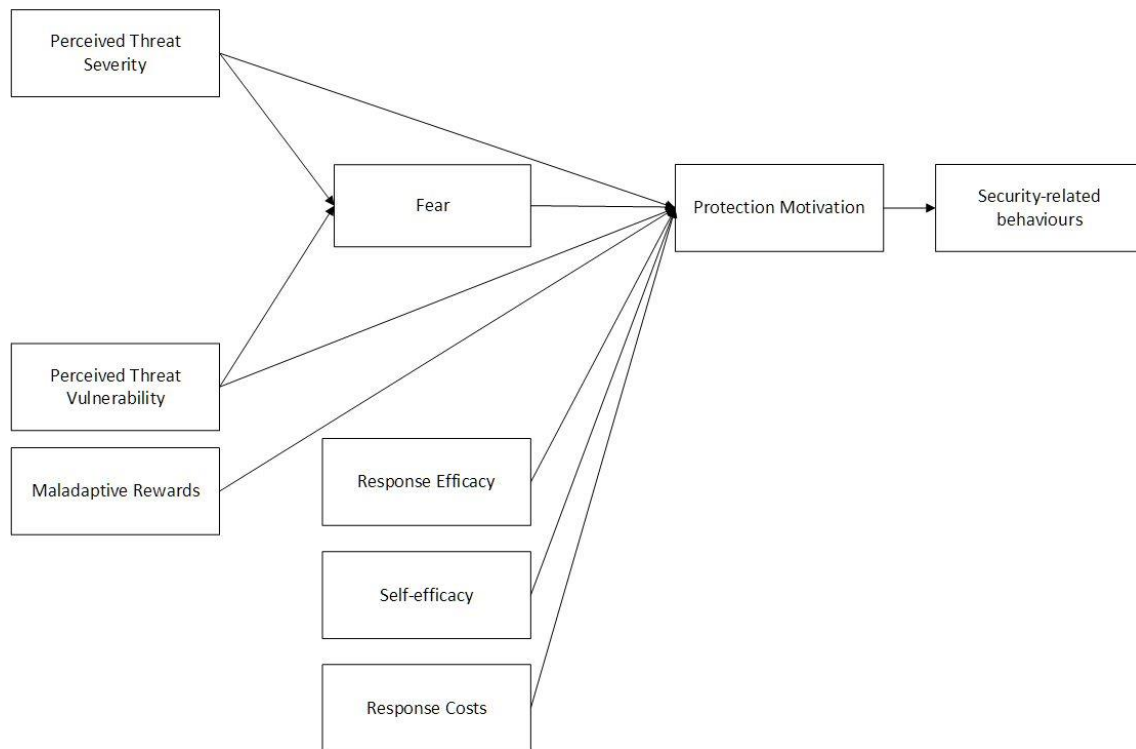 Perceived Threat
Severity
Fear
Protection Motivation
Security-related
behaviours
Perceived Threat
Vulnerability
Maladaptive Rewards
Response Efficacy
Self-efficacy
Response Costs